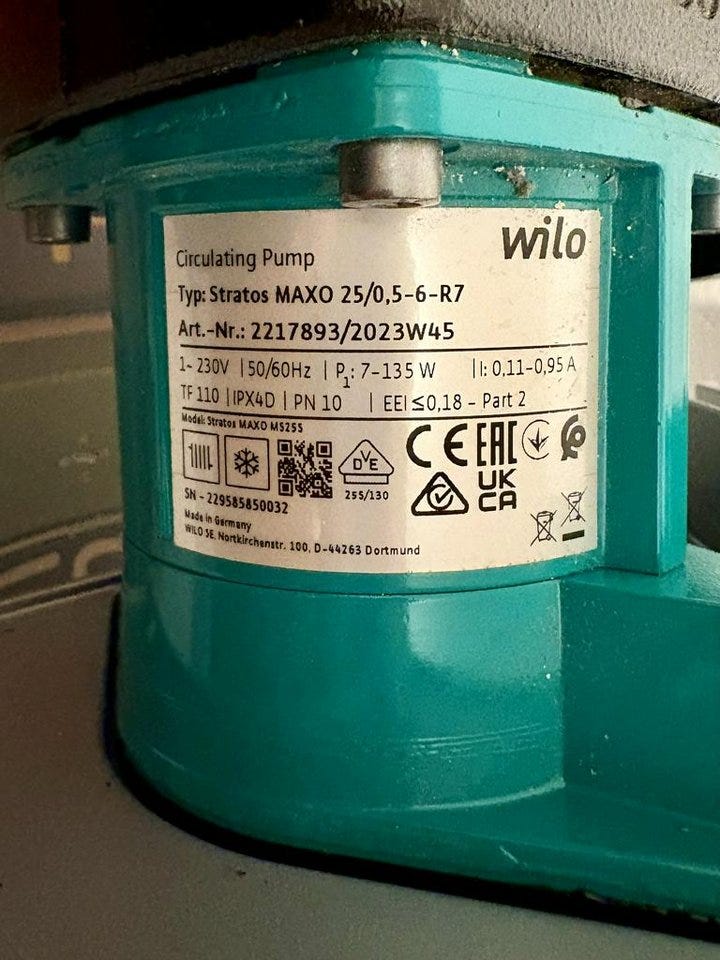 wilo
Circulating Pump
Typ: Stratos MAXO 25/0,5-6-R7
Art.-Nr.: 2217893/2023W45
1~ 230V | 50/60Hz | P1: 7-135 W | I: 0,11-0,95 A
TF 110 | IPX4D | PN 10 | EEI ≤0,18 - Part 2
Model: Stratos MAXO M5255
DVE
CE EAC
UK
CA
255/130
SN - 229585850032
Made in Germany
WILO SE, Nortkirchenstr. 100, D-44263 Dortmund